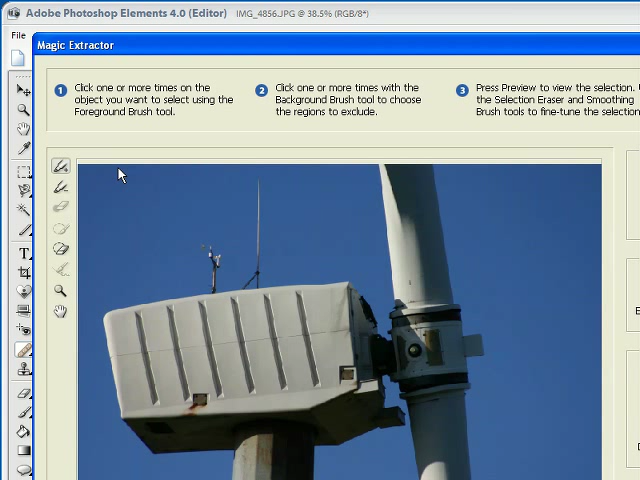 Adobe Photoshop Elements 4.0 (Editor) IMG_4856.JPG @ 38.5% (RGB/8*)
File
Magic Extractor
1 Click one or more times on the
object you want to select using the
Foreground Brush tool.
2 Click one or more times with the
Background Brush tool to choose
the regions to exclude.
3 Press Preview to view the selection.
the Selection Eraser and Smoothing
Brush tools to fine-tune the selection
T